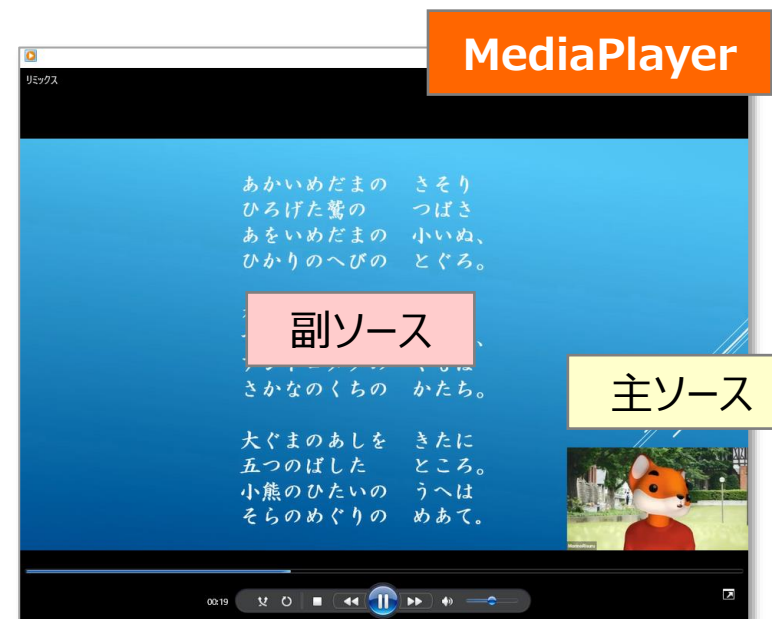 MediaPlayer
リミックス
あかいめだまの　さそり
ひろげた鷲の　つばさ
あをいめだまの　小いぬ、
ひかりのへびの　とぐろ。
副ソース
主ソース
さかなのくちの　かたち。
大ぐまのあしを　きたに
五つのばした　ところ。
小熊のひたいの　うへは
そらのめぐりの　めあて。
00:19